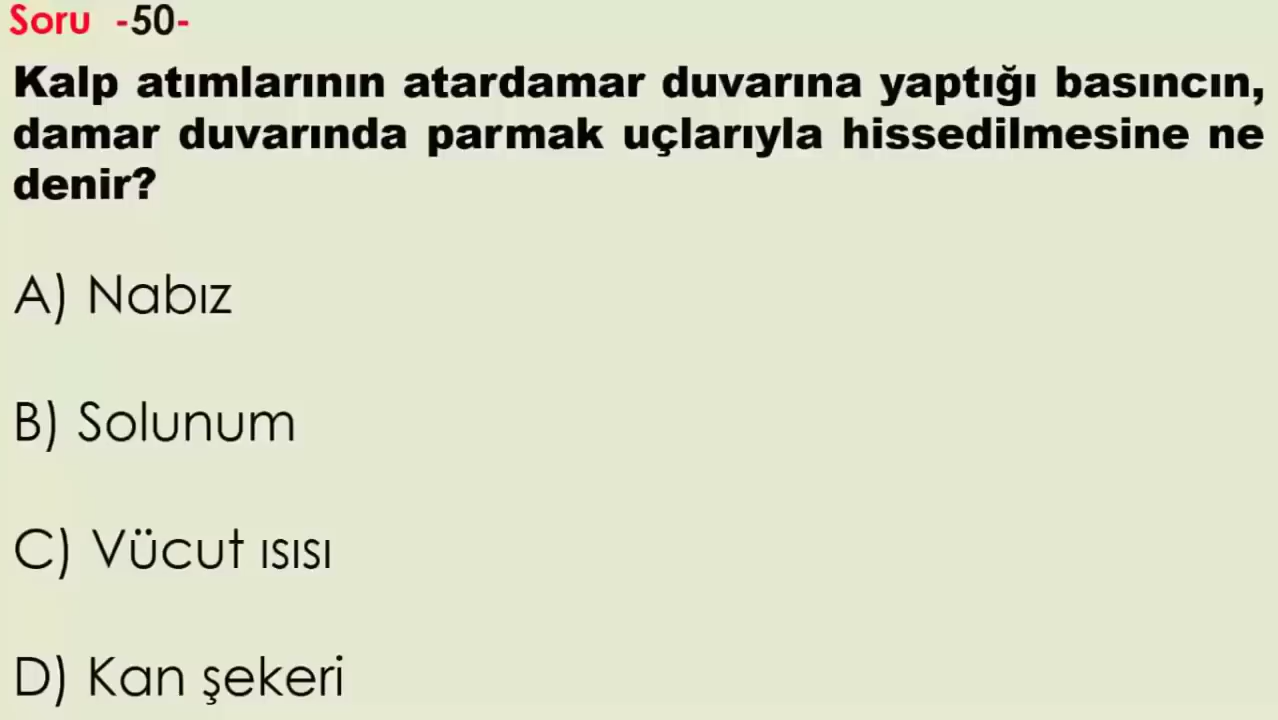 Soru -50-
Kalp atımlarının atardamar duvarına yaptığı basıncın,
damar duvarında parmak uçlarıyla hissedilmesine ne
denir?
A) Nabız
B) Solunum
C) Vücut ısısı
D) Kan şekeri